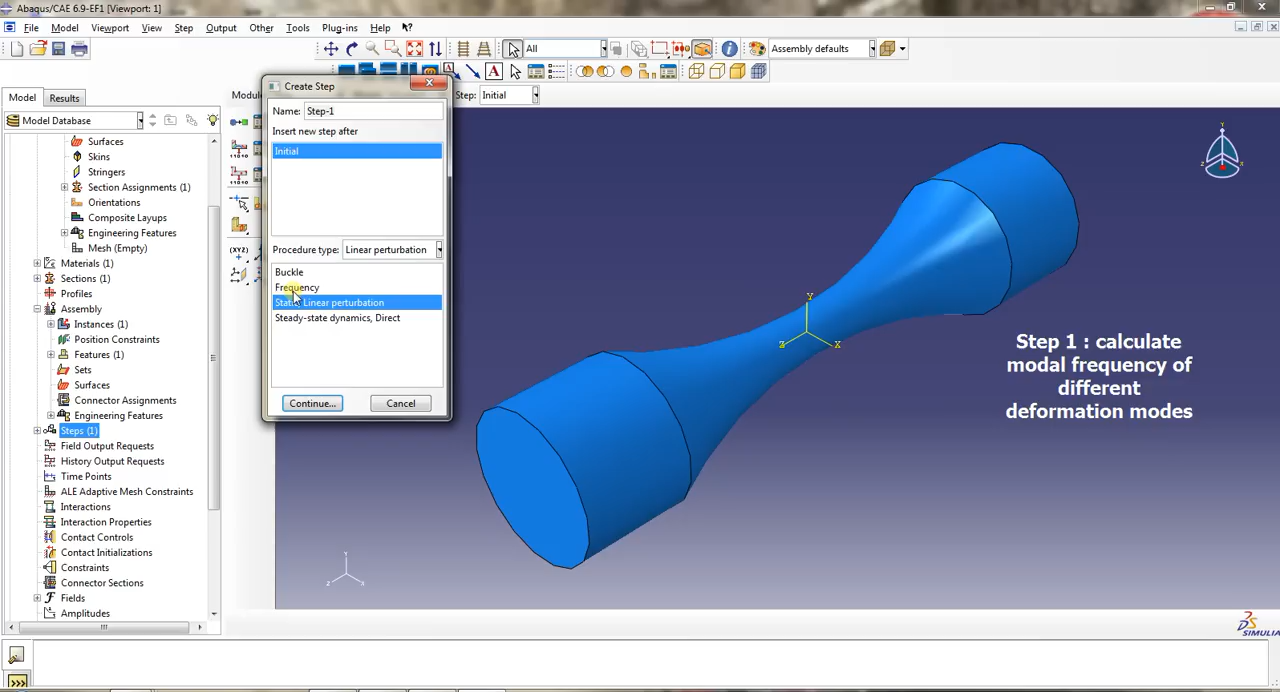 Abaqus/CAE 6.9-EF1 [Viewport: 1]
File Model Viewport View Step Output Other Tools Plug-ins Help
All Assembly defaults
Step: Initial
Model Results
Model Database
Surfaces
Skins
Stringers
Section Assignments (1)
Orientations
Composite Layups
Engineering Features
Mesh (Empty)
Materials (1)
Sections (1)
Profiles
Assembly
Instances (1)
Position Constraints
Features (1)
Sets
Surfaces
Connector Assignments
Engineering Features
Steps (1)
Field Output Requests
History Output Requests
Time Points
ALE Adaptive Mesh Constraints
Interactions
Interaction Properties
Contact Controls
Contact Initializations
Constraints
Connector Sections
Fields
Amplitudes
Create Step
Name: Step-1
Insert new step after
Initial
Procedure type: Linear perturbation
Buckle
Frequency
Linear perturbation
Steady-state dynamics, Direct
Continue...
Cancel
Y
Z X
Y
Z X
Y
Z X
Step 1 : calculate
modal frequency of
different
deformation modes
SIMULIA
>>>